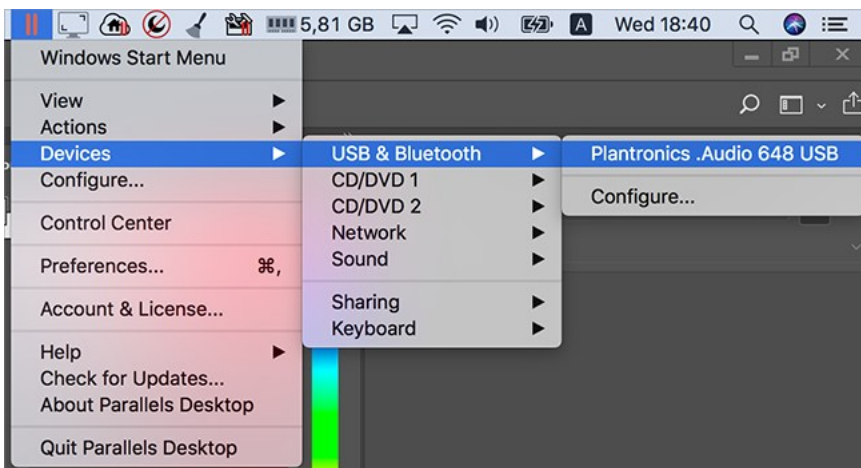 5,81 GB A Wed 18:40
Windows Start Menu
View
Actions
Devices
Configure...
Control Center
Preferences... ⌘,
Account & License...
Help
Check for Updates...
About Parallels Desktop
Quit Parallels Desktop
USB & Bluetooth
CD/DVD 1
CD/DVD 2
Network
Sound
Sharing
Keyboard
Plantronics .Audio 648 USB
Configure...